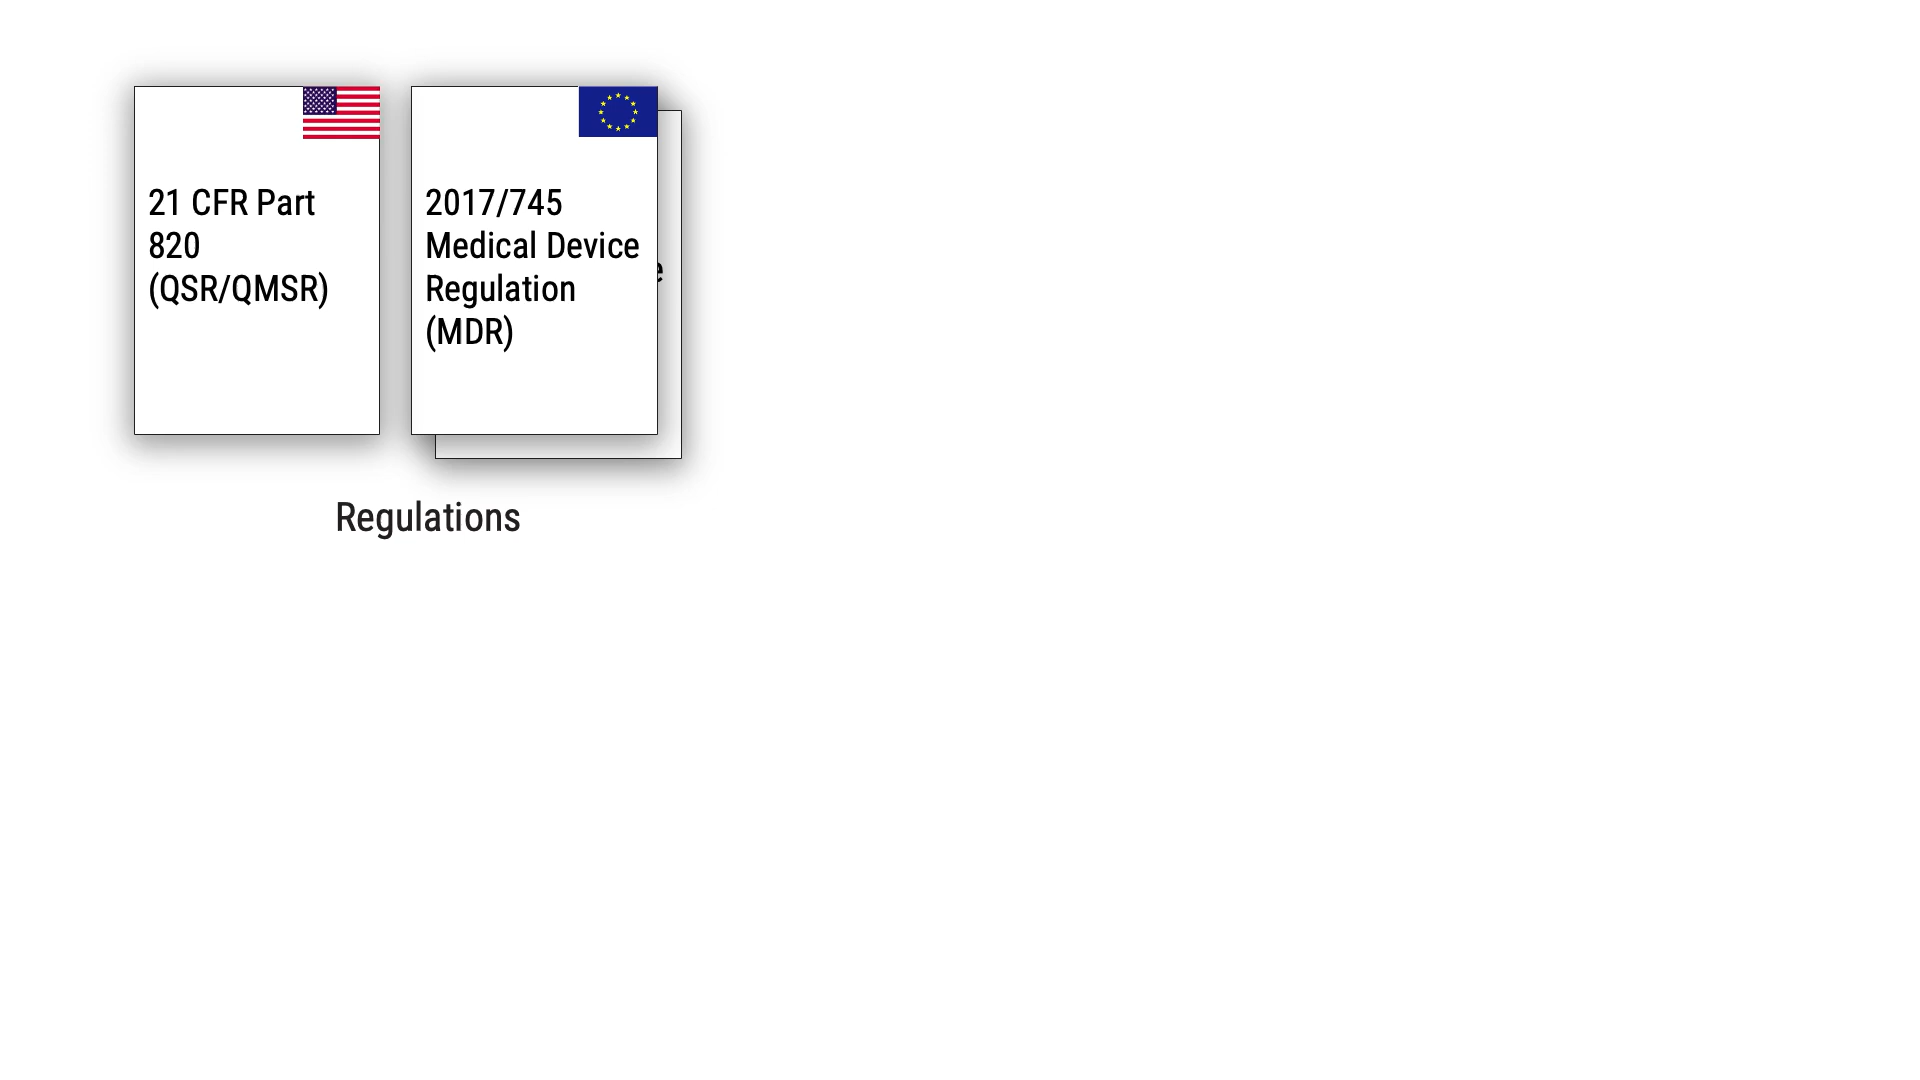 21 CFR Part
820
(QSR/QMSR)
2017/745
Medical Device
Regulation
(MDR)
e
Regulations